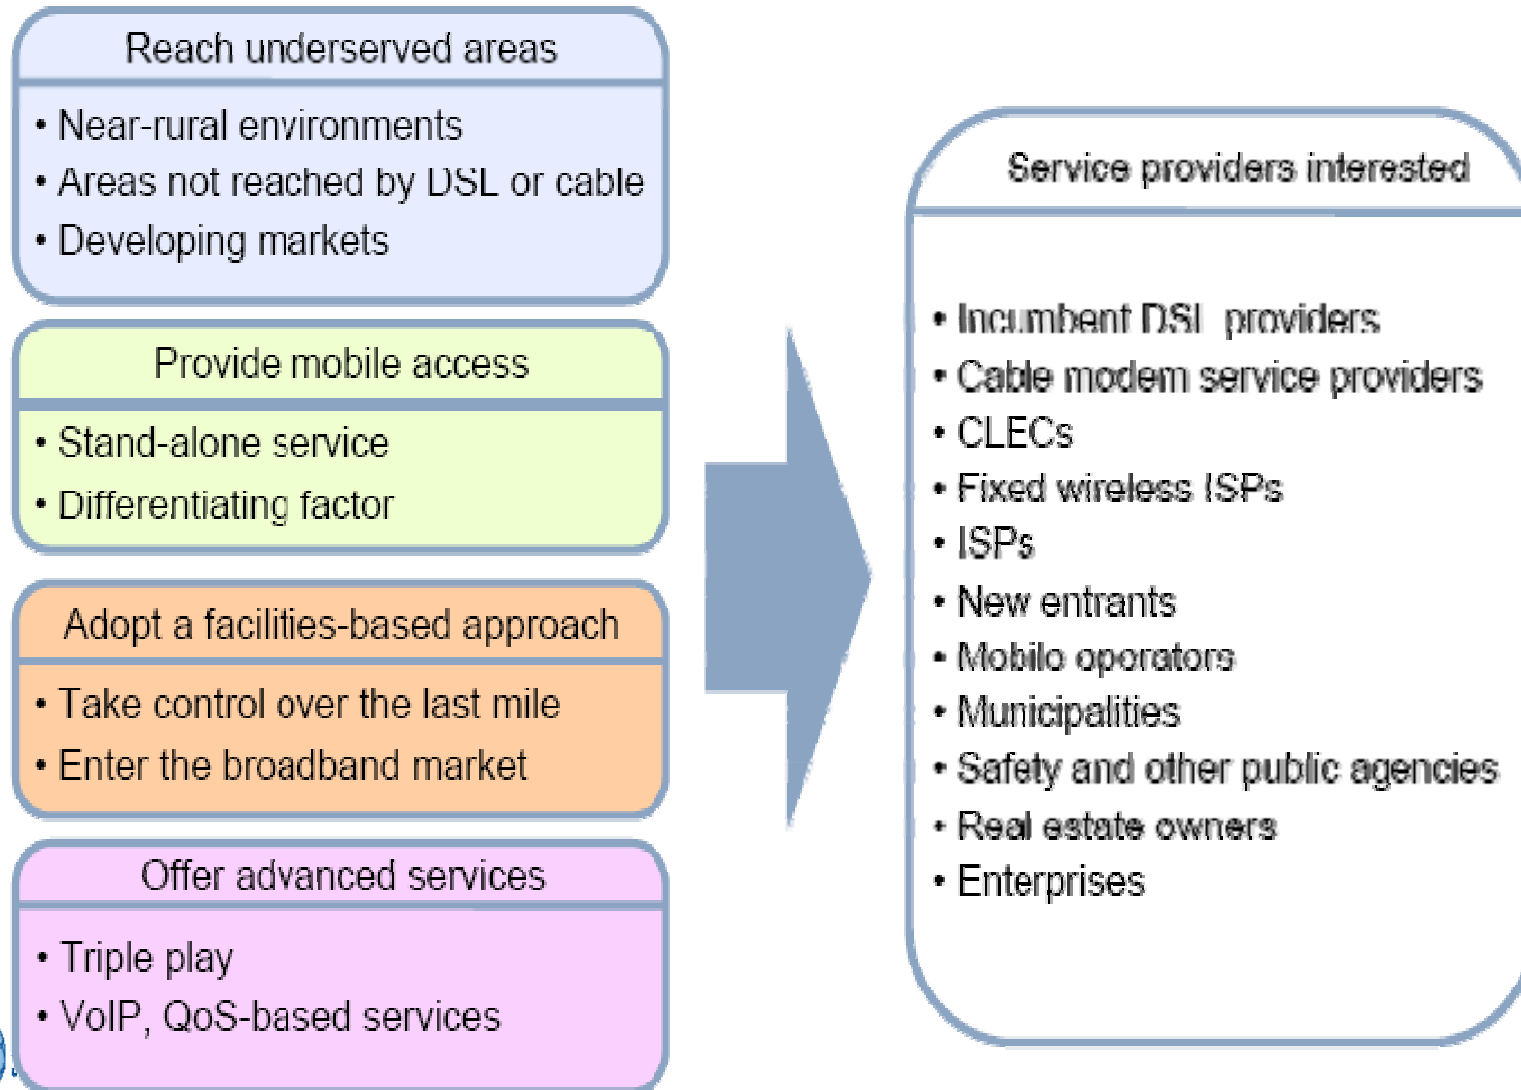 Reach underserved areas
• Near-rural environments
• Areas not reached by DSL or cable
• Developing markets
Provide mobile access
• Stand-alone service
• Differentiating factor
Adopt a facilities-based approach
• Take control over the last mile
• Enter the broadband market
Offer advanced services
• Triple play
• VoIP, QoS-based services
Service providers interested
• Incumbent DSL providers
• Cable modem service providers
• CLECs
• Fixed wireless ISPs
• ISPs
• New entrants
• Mobile operators
• Municipalities
• Safety and other public agencies
• Real estate owners
• Enterprises